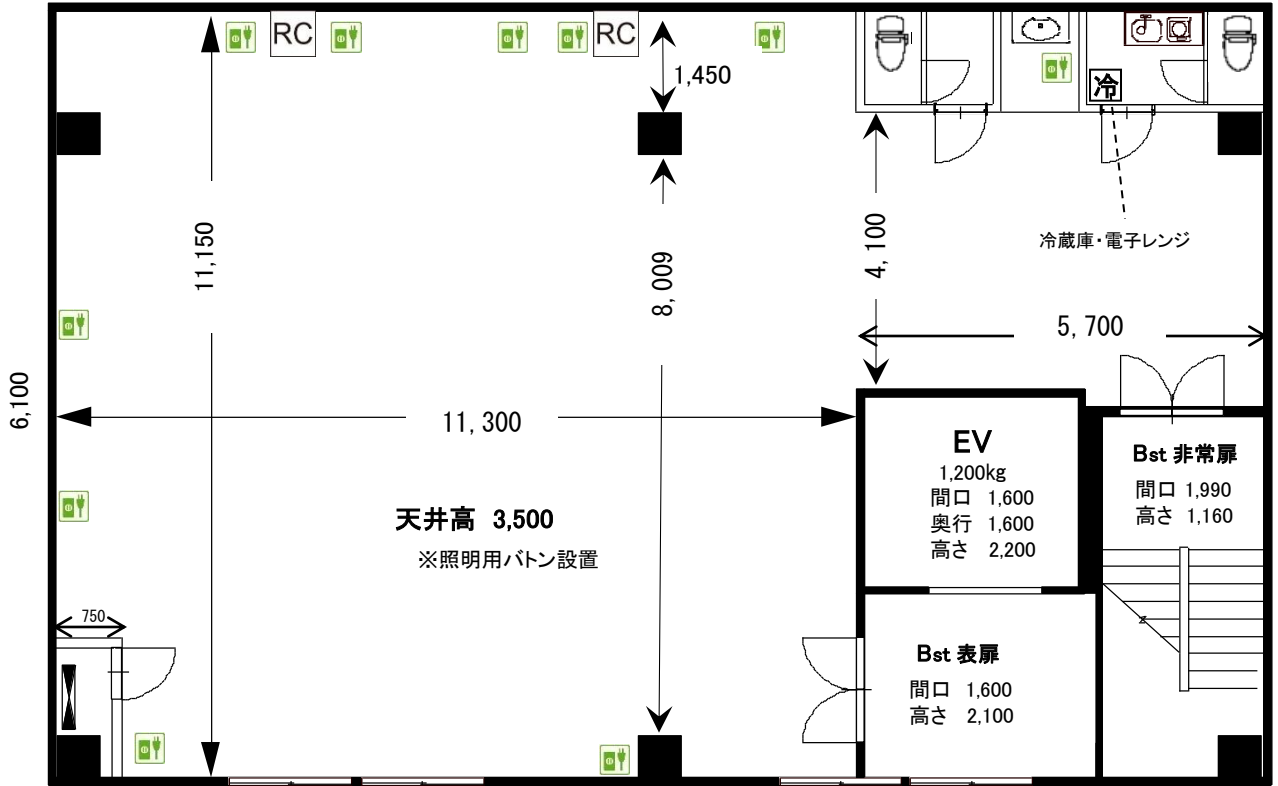 RC
RC
1,450
冷
11,150
8,009
4,100
冷蔵庫・電子レンジ
5,700
6,100
11,300
EV
1,200kg
間口 1,600
奥行 1,600
高さ 2,200
Bst 非常扉
間口 1,990
高さ 1,160
天井高 3,500
※照明用バトン設置
750
Bst 表扉
間口 1,600
高さ 2,100